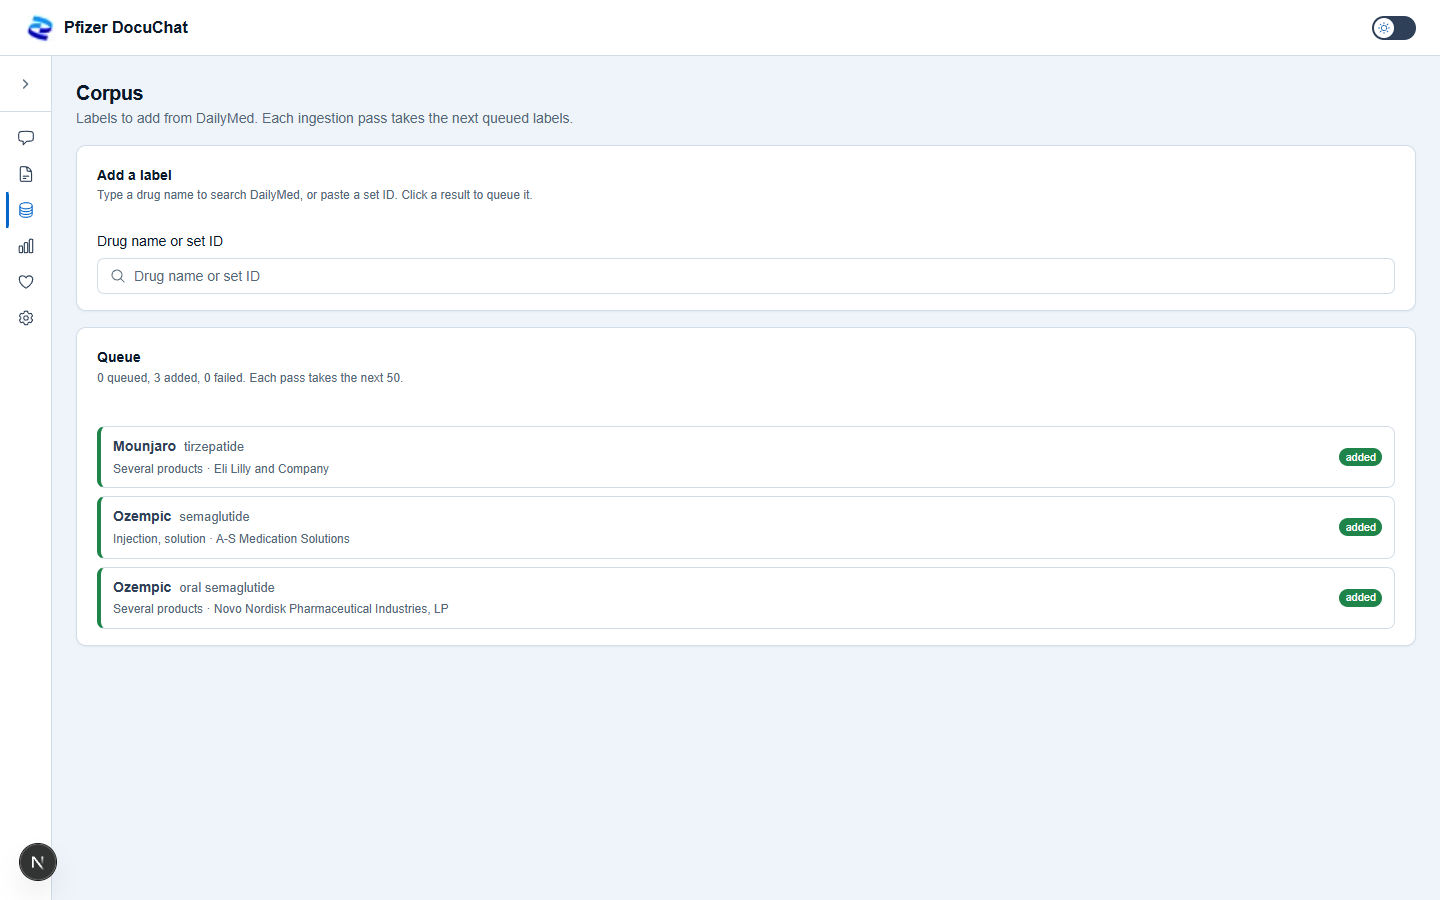 Pfizer DocuChat
Corpus
Labels to add from DailyMed. Each ingestion pass takes the next queued labels.
Add a label
Type a drug name to search DailyMed, or paste a set ID. Click a result to queue it.
Drug name or set ID
Drug name or set ID
Queue
0 queued, 3 added, 0 failed. Each pass takes the next 50.
Mounjaro tirzepatide
Several products · Eli Lilly and Company
added
Ozempic semaglutide
Injection, solution · A-S Medication Solutions
added
Ozempic oral semaglutide
Several products · Novo Nordisk Pharmaceutical Industries, LP
added
N